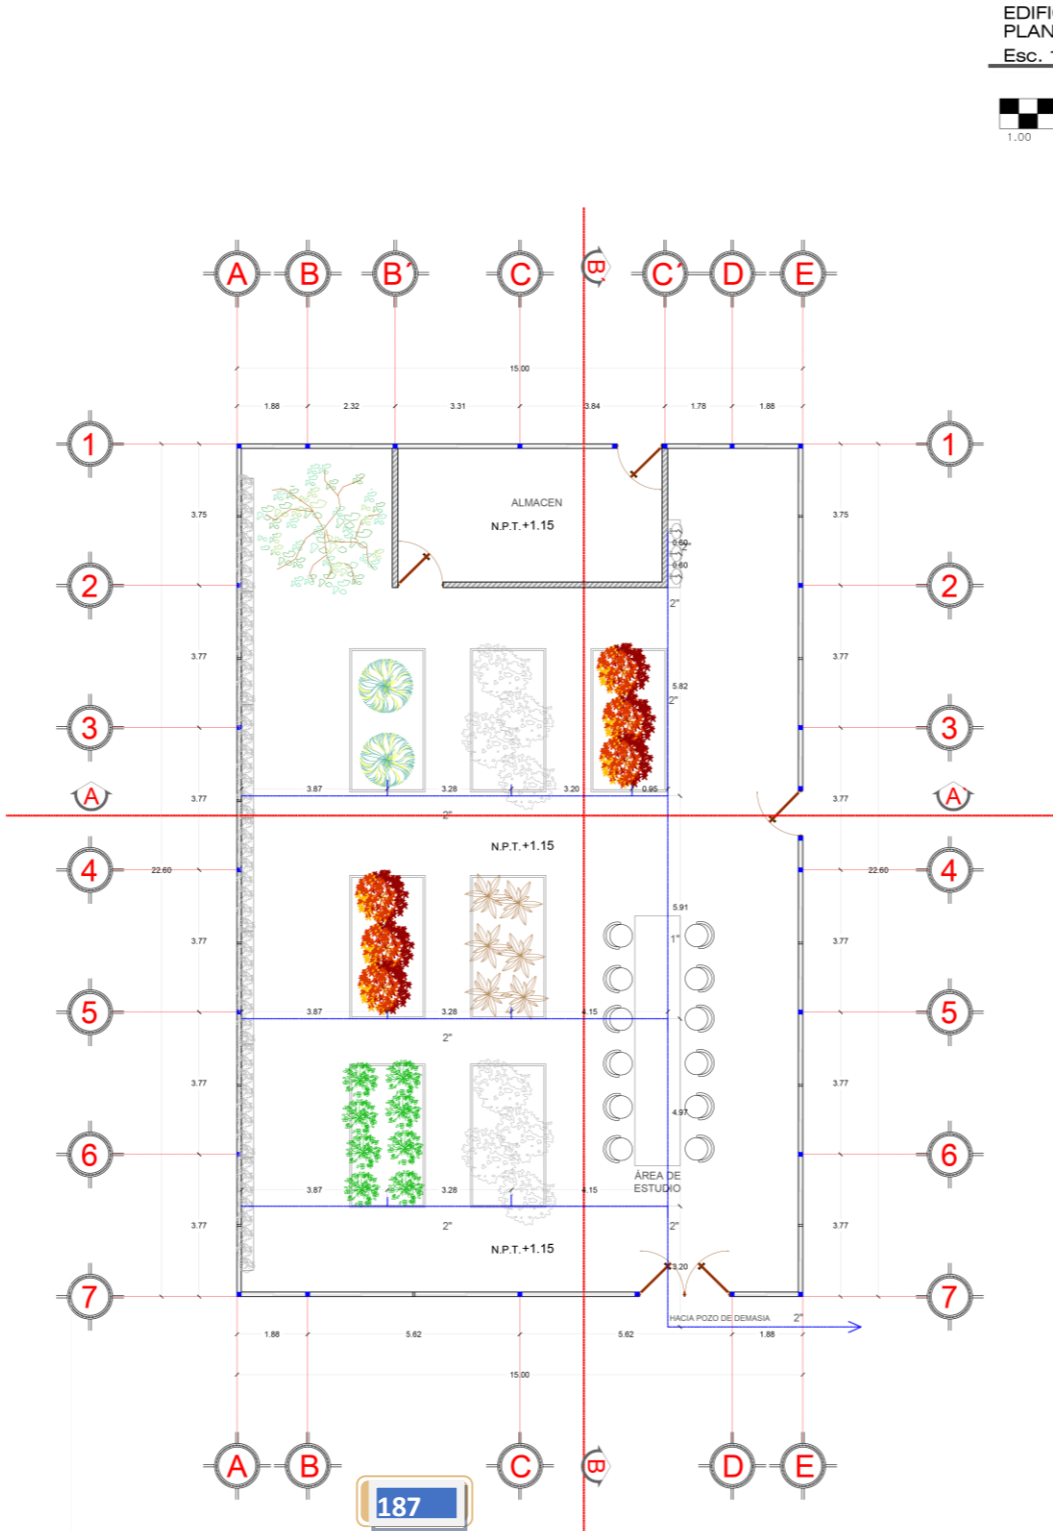 EDIFI
PLAN
Esc. 1
1.00
A B B´ C B' C´ D E
15.00
1.88 2.32 3.31 3.84 1.78 1.88
1 1
ALMACEN
3.75 N.P.T.+1.15 3.75
0.60
0.60
2 2
2"
3.77 3.77
5.82
2"
3 3
3.87 3.28 3.20 0.95
A A'
3.77 3.77
2"
N.P.T.+1.15
4 22.60 22.60 4
5.91
3.77 1" 3.77
5 3.87 3.28 4.15 5
2"
3.77 3.77
4.97
6 6
ÁREA DE
ESTUDIO
3.87 3.28 4.15
3.77 2" 2" 3.77
N.P.T.+1.15
3.20
7 7
HACIA POZO DE DEMASIA 2"
1.88 5.62 5.62 1.88
15.00
A B C B D E
187